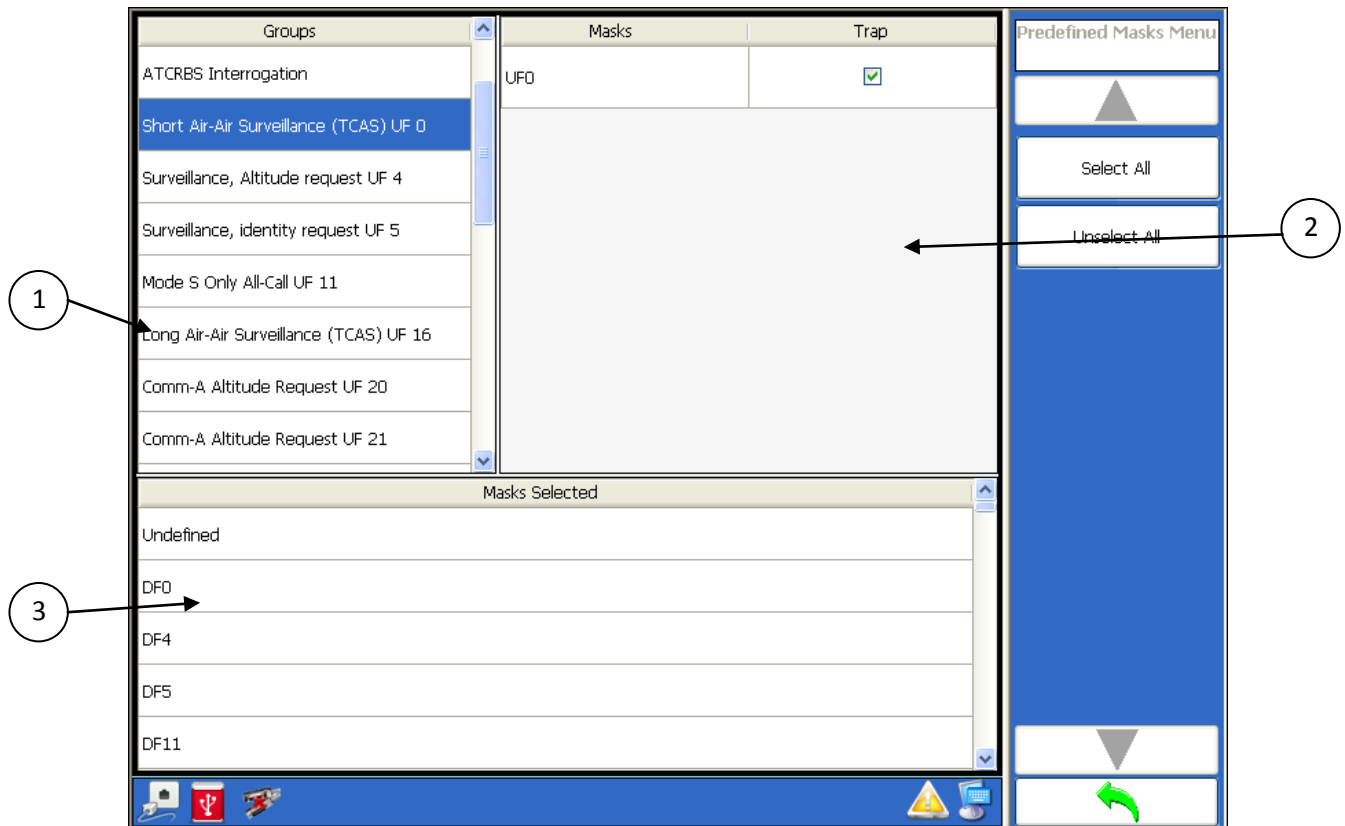 Groups
Masks
Trap
Predefined Masks Menu
ATCRBS Interrogation
UF0
Short Air-Air Surveillance (TCAS) UF 0
Select All
Surveillance, Altitude request UF 4
Surveillance, identity request UF 5
Unselect All
2
Mode S Only All-Call UF 11
1
Long Air-Air Surveillance (TCAS) UF 16
Comm-A Altitude Request UF 20
Comm-A Altitude Request UF 21
Masks Selected
Undefined
DF0
3
DF4
DF5
DF11